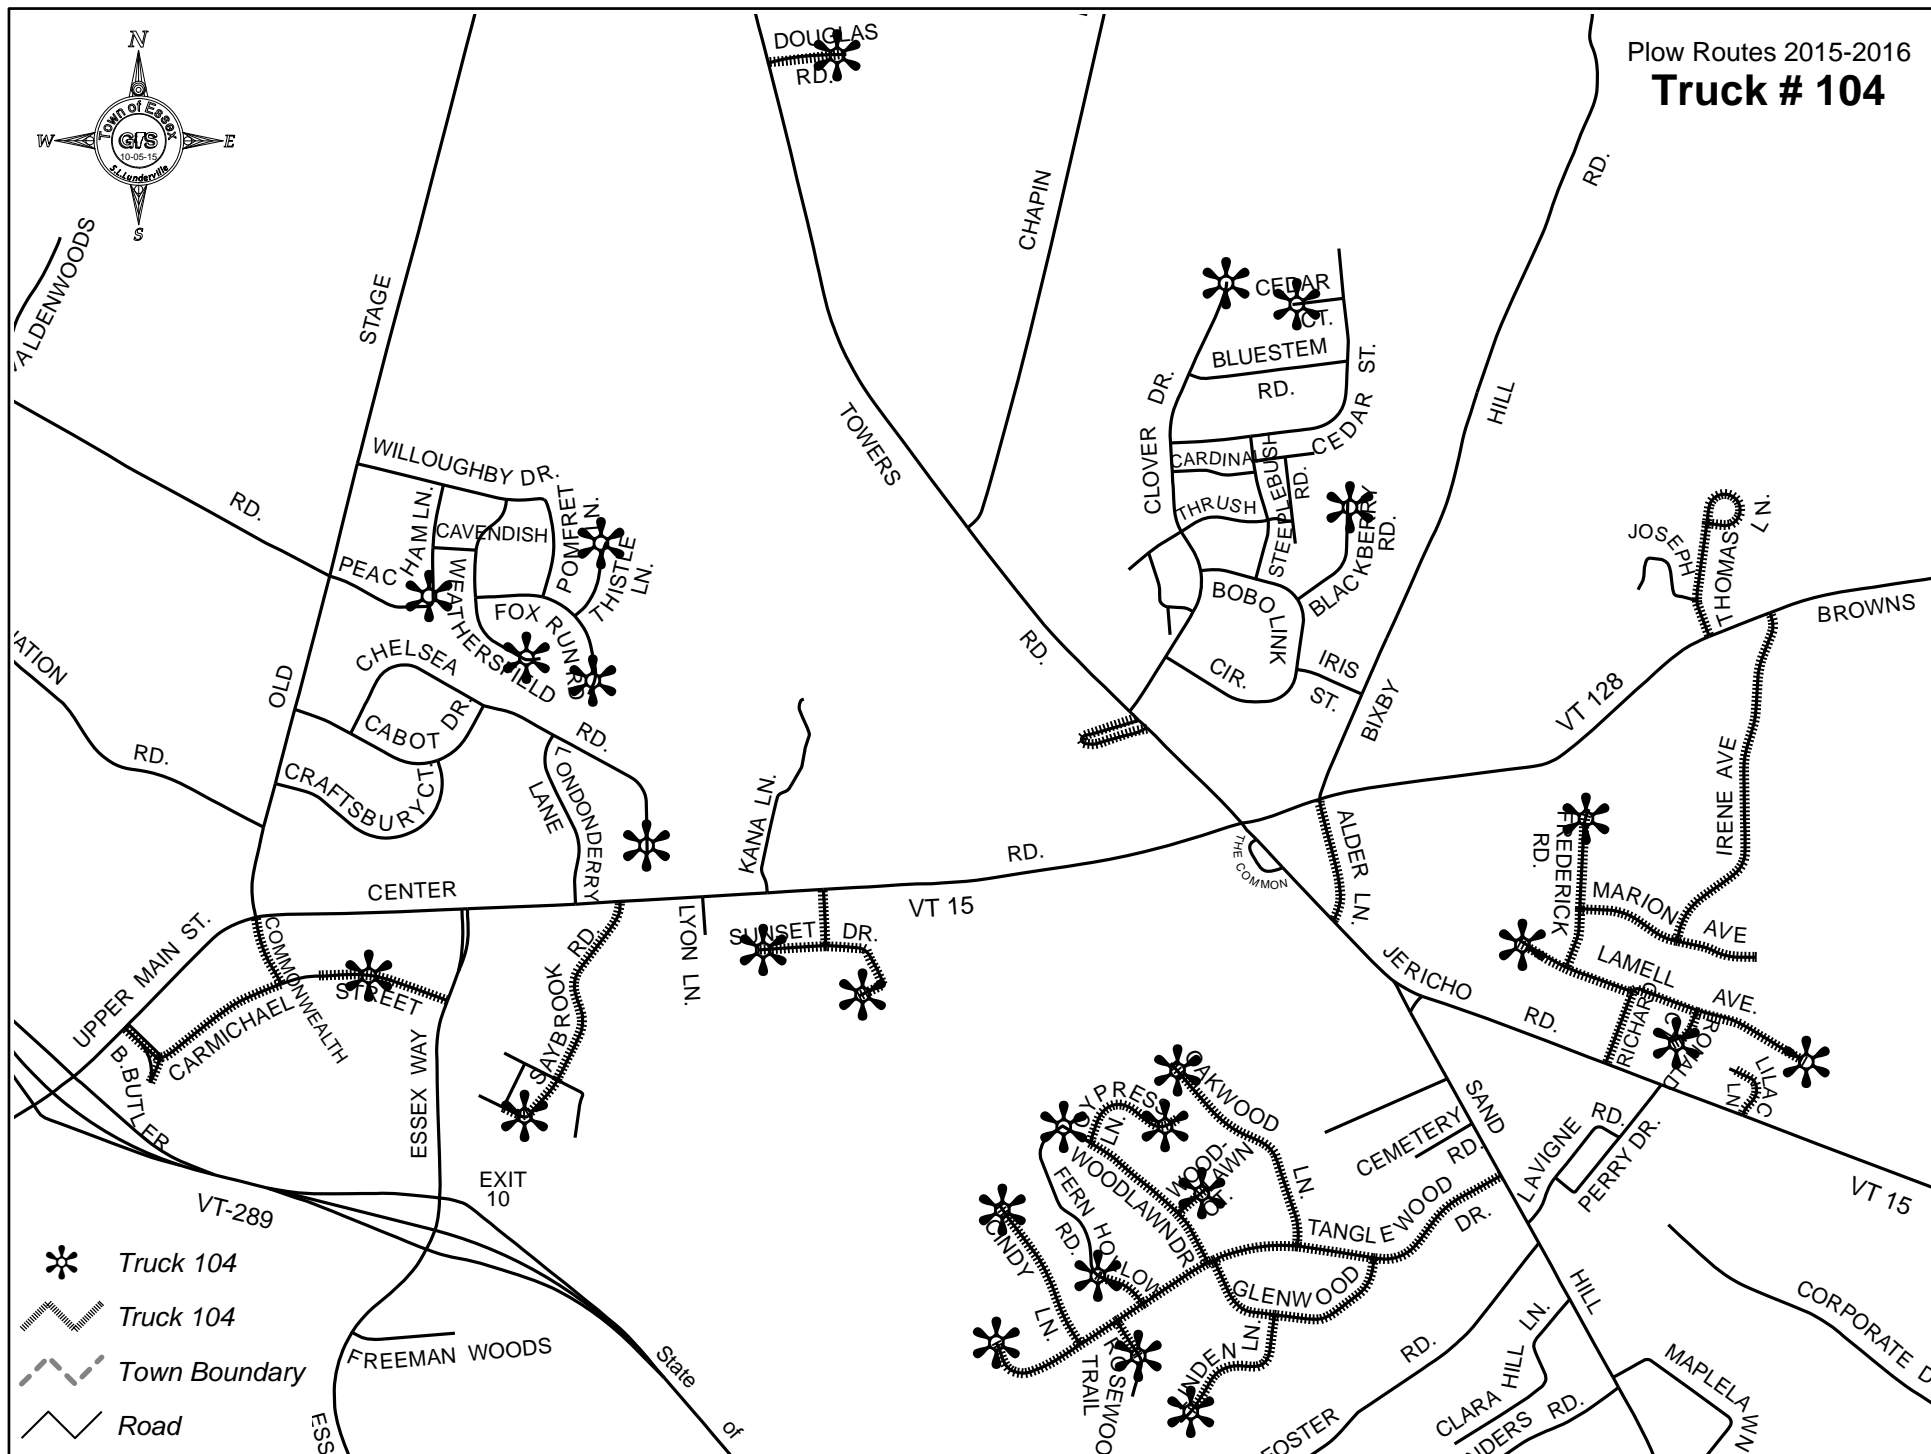 Plow Routes 2015-2016
Truck # 104
N
W
E
S
Town of Essex
GIS
10-05-15
S.L.Lunderville
DOUGLAS
RD.
CHAPIN
RD.
STAGE
TOWERS
RD.
HILL
BIXBY
CEDAR
CT.
BLUESTEM
RD.
CEDAR
ST.
CLOVER
DR.
CARDINAL
THRUSH
STEEPLEBUSH
RD.
BLACKBERRY
RD.
BOBOLINK
CIR.
IRIS
ST.
WILLOUGHBY DR.
RD.
PEAC
HAM LN.
CAVENDISH
POMFRET
LN.
THISTLE
LN.
WEATHERSFIELD
FOX RUN RD.
CHELSEA
RD.
CABOT
DR.
OLD
CRAFTSBURY
CT.
LONDONDERRY
LANE
KANA LN.
RD.
CENTER
RD.
VT 15
VT 128
BROWNS
JOSEPH
THOMAS
LN.
IRENE AVE
FREDERICK
RD.
MARION
AVE
LAMELL
AVE.
RICHARD
RONALD
LILAC
LN
ALDER LN.
THE COMMON
JERICHO
RD.
VT 15
UPPER MAIN ST.
COMMONWEALTH
CARMICHAEL
STREET
B.BUTLER
ESSEX WAY
SAYBROOK
RD.
LYON LN.
SUNSET
DR.
EXIT
10
VT-289
FREEMAN WOODS
State
of
OAKWOOD
LN.
CYPRESS
LN.
WOODLAWN
DR
WOOD-
LAWN
CT.
FERN HOLLOW
RD.
CINDY
LN.
TANGLEWOOD
DR.
GLENWOOD
LINDEN
LN.
TRAIL
CEMETERY
RD.
SAND
HILL
LAVIGNE
RD.
PERRY DR.
FOSTER
RD.
CLARA
HILL
LN.
RD.
CORPORATE
Truck 104
Truck 104
Town Boundary
Road